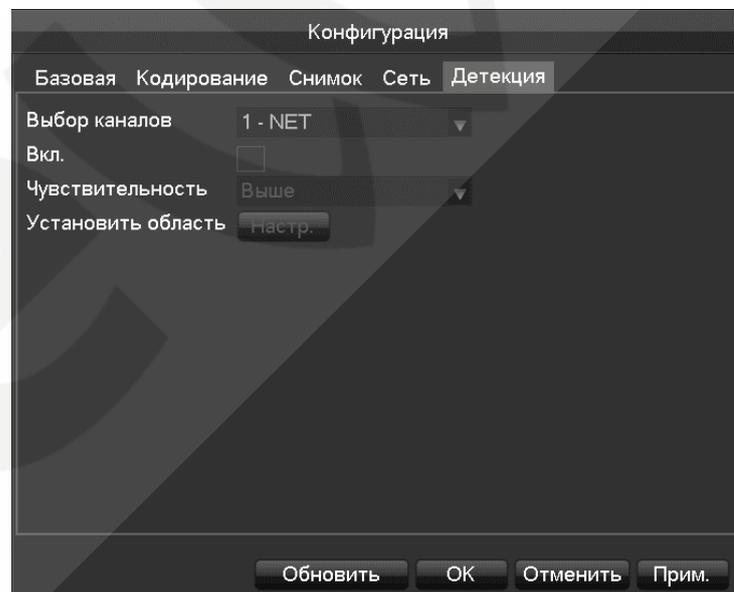 Конфигурация
Базовая Кодирование Снимок Сеть Детекция
Выбор каналов 1 - NET
Вкл.
Чувствительность Выше
Установить область Настр.
Обновить OK Отменить Прим.